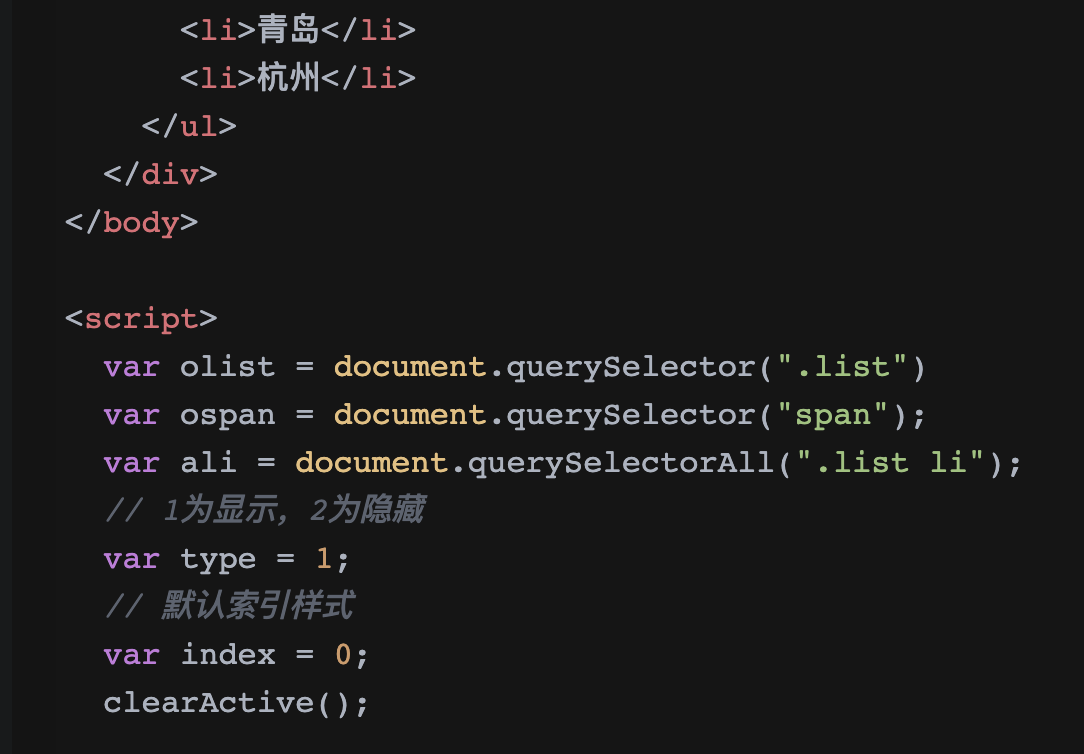 <li>青岛</li>
<li>杭州</li>
</ul>
</div>
</body>
<script>
var olist = document.querySelector(".list")
var ospan = document.querySelector("span");
var ali = document.querySelectorAll(".list li");
// 1为显示，2为隐藏
var type = 1;
// 默认索引样式
var index = 0;
clearActive();